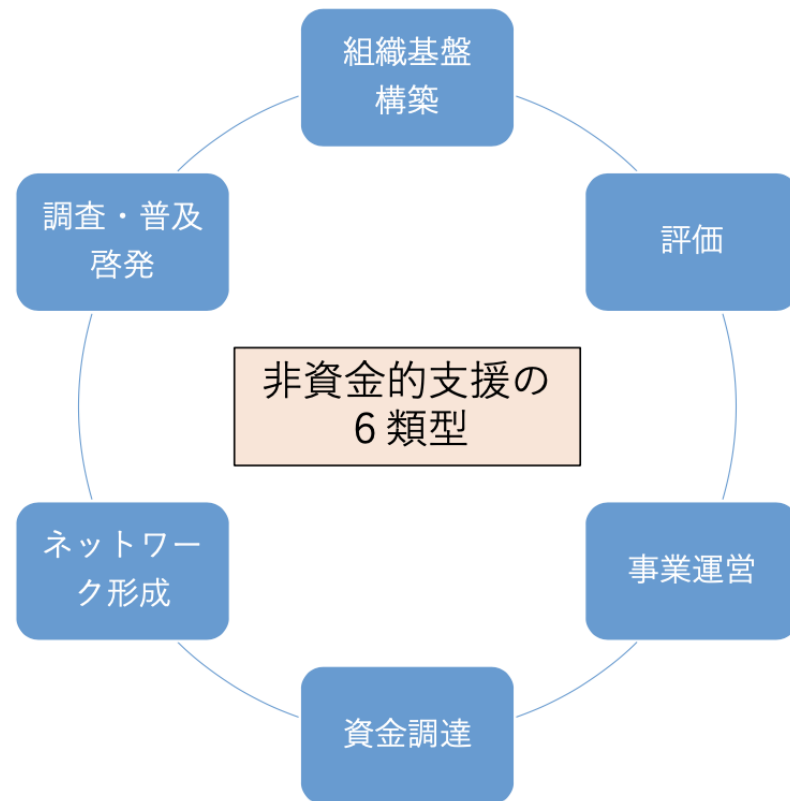 組織基盤
構築
調査・普及
啓発
評価
非資金的支援の
６類型
ネットワー
ク形成
事業運営
資金調達